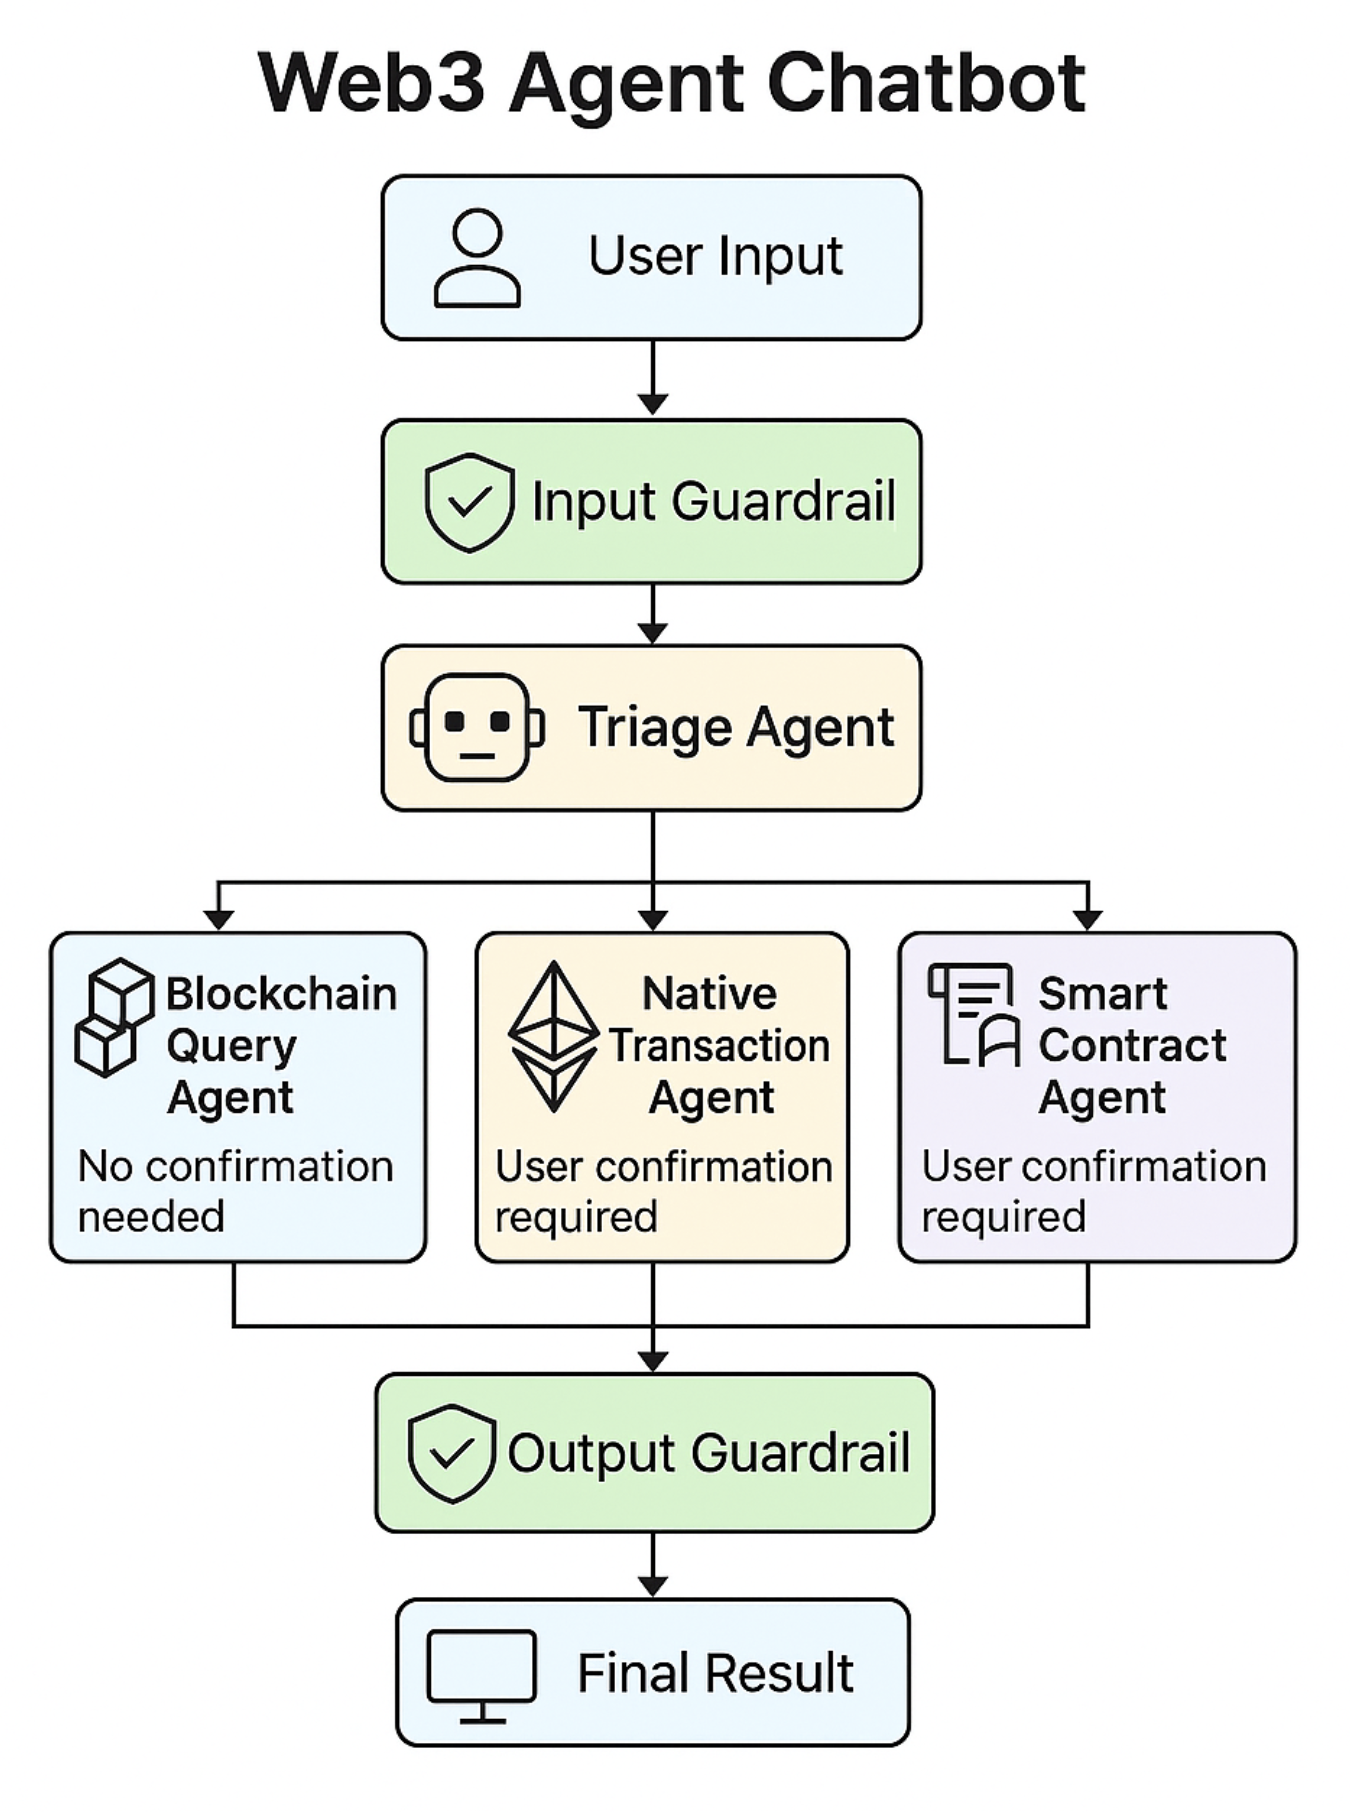 Web3 Agent Chatbot
User Input
Input Guardrail
Triage Agent
Blockchain
Query
Agent
No confirmation
needed
Native
Transaction
Agent
User confirmation
required
Smart
Contract
Agent
User confirmation
required
Output Guardrail
Final Result